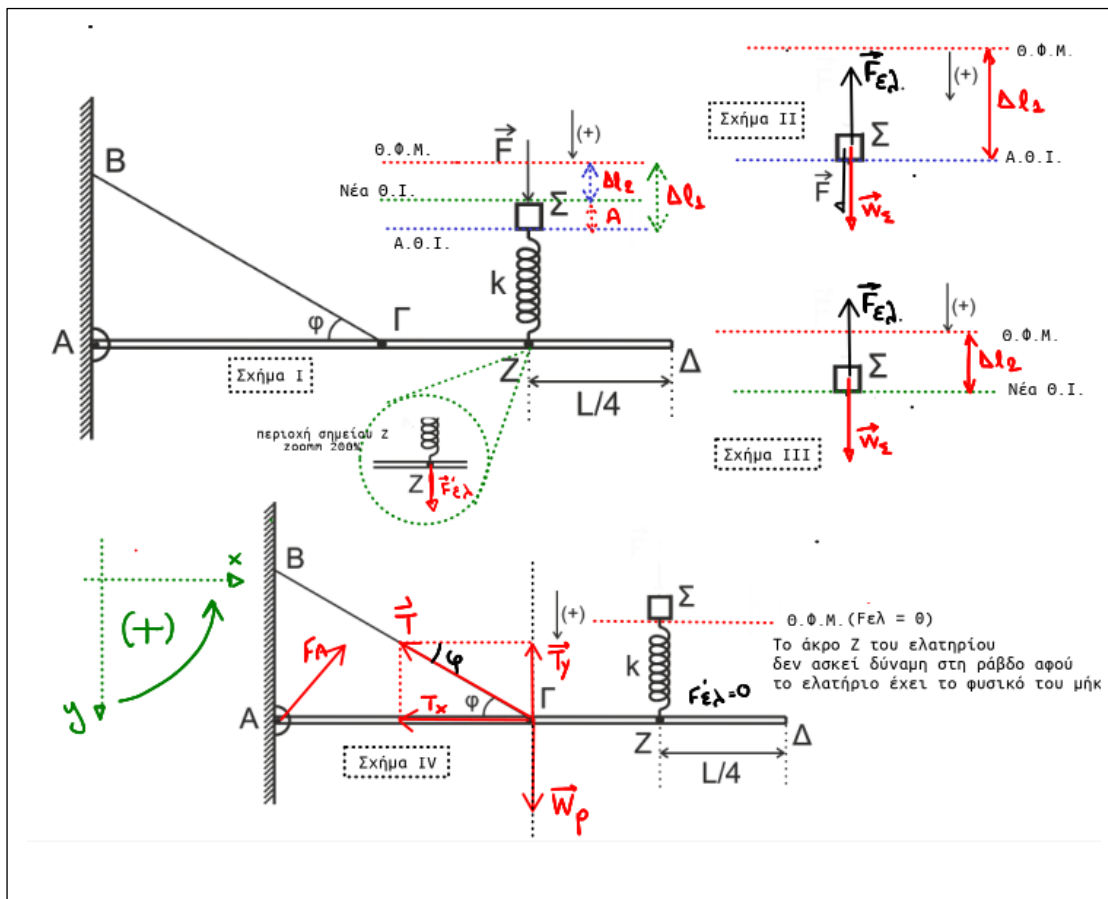 Θ.Φ.Μ.
(+)
F
Δl2
Δl1
Νέα Θ.Ι.
Σ
A
Α.Θ.Ι.
B
k
φ
Γ
A
Z
Δ
Σχήμα Ι
L/4
περιοχή σημείου Ζ
zoomm 200%
Z
F'ελ
Θ.Φ.Μ.
(+)
Fελ.
Δl1
Σχήμα ΙΙ
Σ
Α.Θ.Ι.
F
WΣ
Fελ.
(+)
Θ.Φ.Μ.
Δl2
Σ
Νέα Θ.Ι.
WΣ
Σχήμα ΙΙΙ
x
(+)
y
B
FA
T
φ
Ty
(+)
Σ
Θ.Φ.Μ. (Fελ = 0)
Το άκρο Ζ του ελατηρίου
δεν ασκεί δύναμη στη ράβδο αφού
το ελατήριο έχει το φυσικό του μήκ
k
F'ελ=0
Γ
φ
Tx
A
Z
Δ
Σχήμα IV
L/4
Wρ